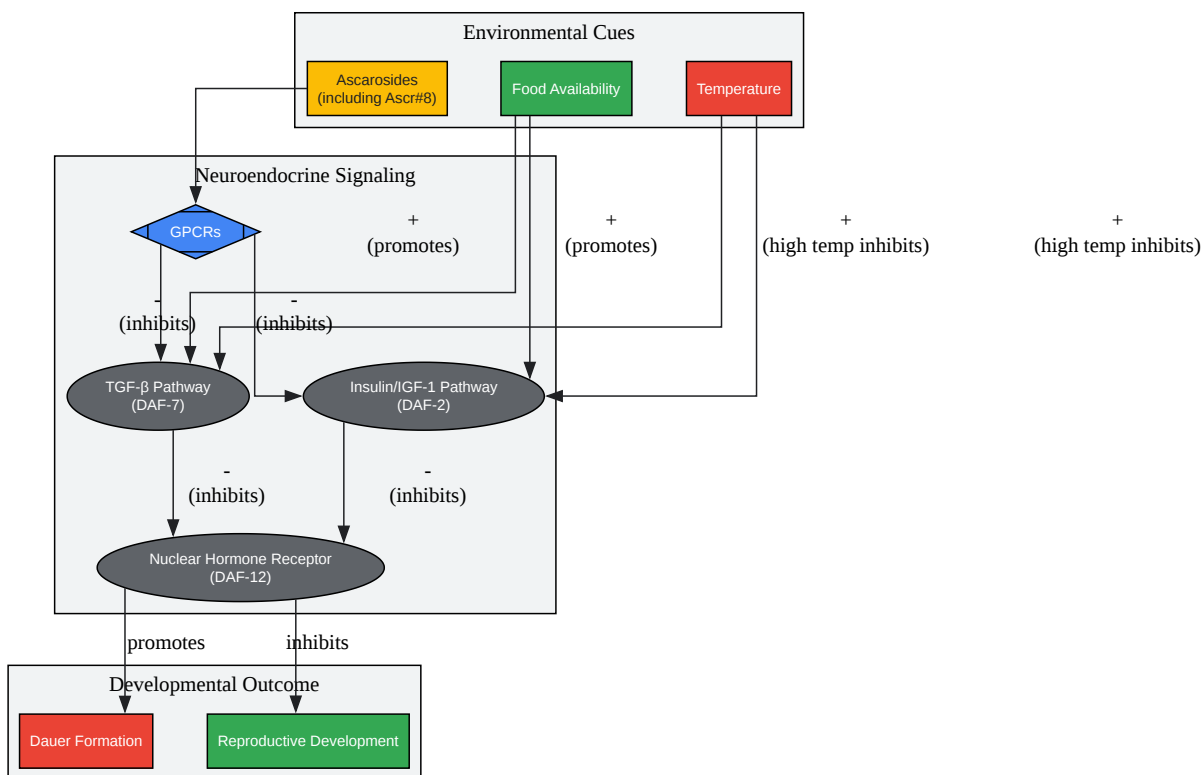 Environmental Cues
Ascarosides
(including Ascr#8)
Food Availability
Temperature
Neuroendocrine Signaling
GPCRs
+
(promotes)
+
(promotes)
+
(high temp inhibits)
+
(high temp inhibits)
-
(inhibits)
-
(inhibits)
TGF-β Pathway
(DAF-7)
Insulin/IGF-1 Pathway
(DAF-2)
-
(inhibits)
-
(inhibits)
Nuclear Hormone Receptor
(DAF-12)
promotes
inhibits
Developmental Outcome
Dauer Formation
Reproductive Development